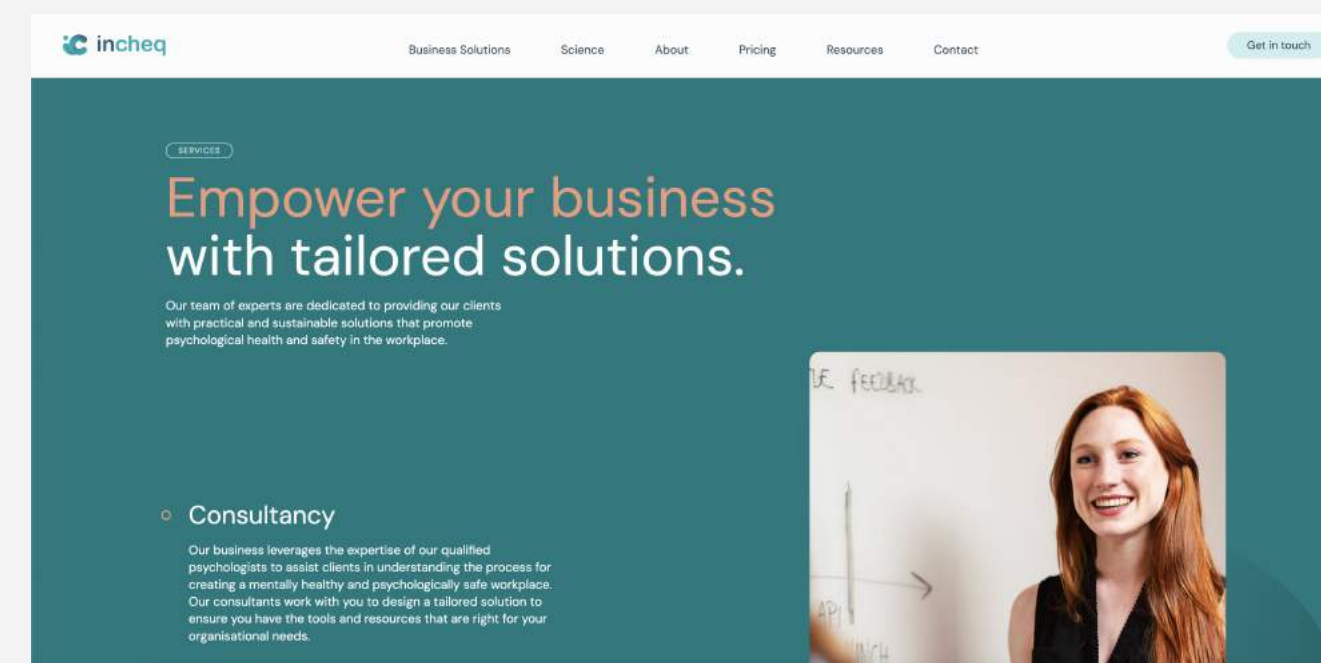 incheq
Business Solutions
Science
About
Pricing
Resources
Contact
Get in touch
SERVICES
Empower your business
with tailored solutions.
Our team of experts are dedicated to providing our clients
with practical and sustainable solutions that promote
psychological health and safety in the workplace.
FEEDBACK
Consultancy
Our business leverages the expertise of our qualified
psychologists to assist clients in understanding the process for
creating a mentally healthy and psychologically safe workplace.
Our consultants work with you to design a tailored solution to
ensure you have the tools and resources that are right for your
organisational needs.
API